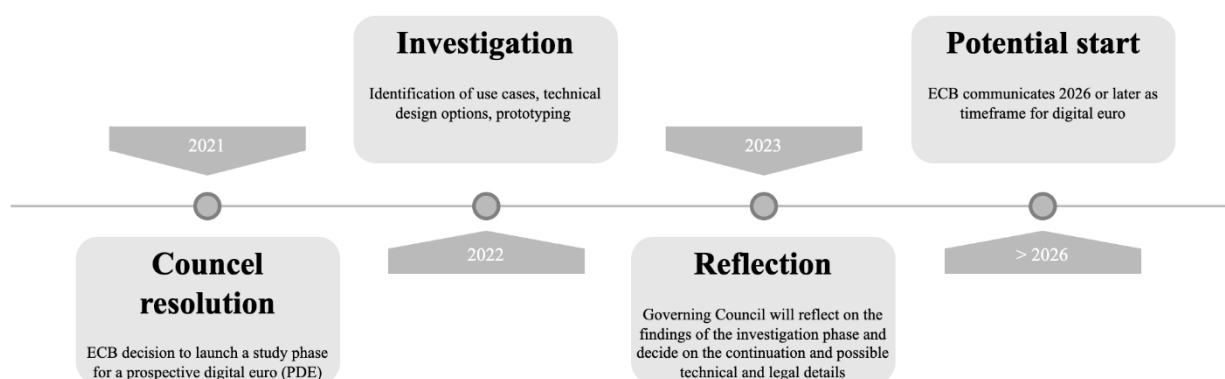 2021
Councel
resolution
ECB decision to launch a study phase
for a prospective digital euro (PDE)
Investigation
Identification of use cases, technical
design options, prototyping
2022
2023
Reflection
Governing Council will reflect on the
findings of the investigation phase and
decide on the continuation and possible
technical and legal details
Potential start
ECB communicates 2026 or later as
timeframe for digital euro
> 2026